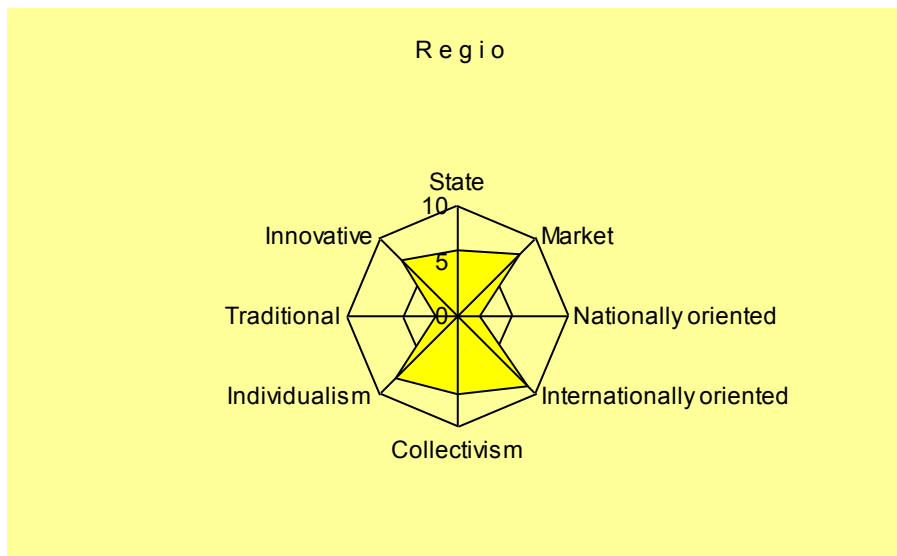 R e g i o
State
10
Innovative
Market
5
Traditional
0
Nationally oriented
Individualism
Internationally oriented
Collectivism